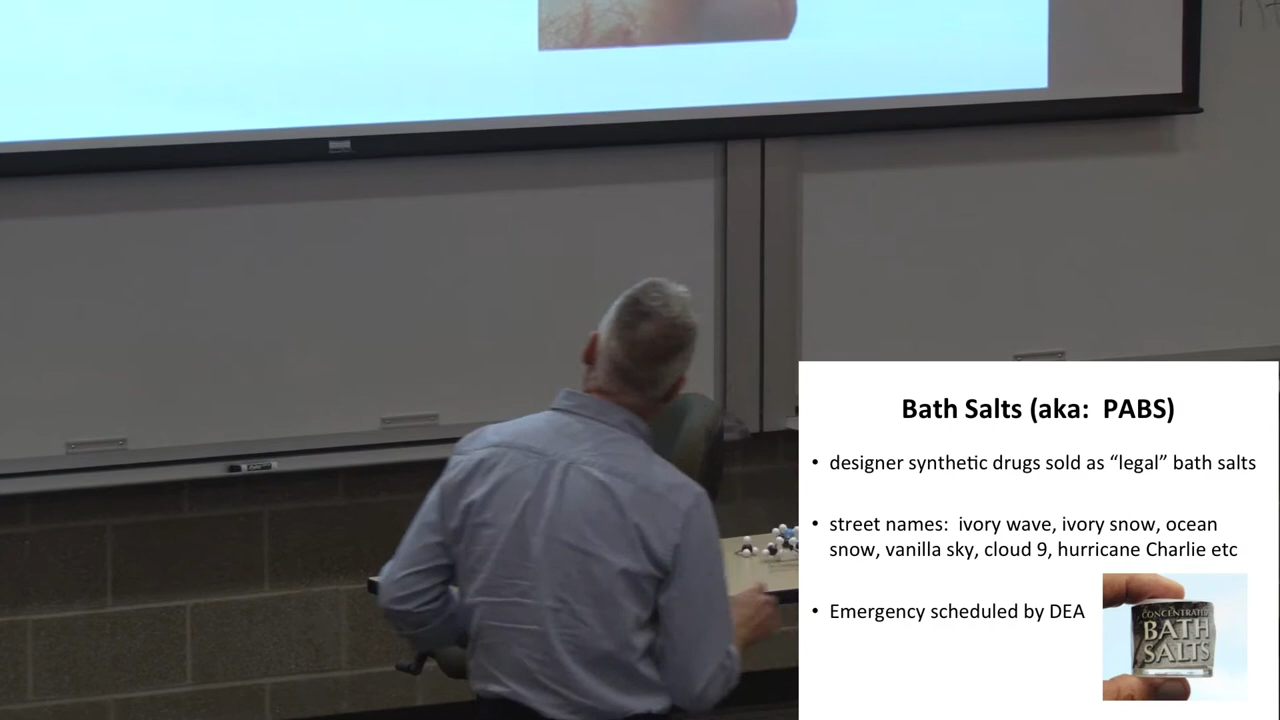 Bath Salts (aka: PABS)
• designer synthetic drugs sold as “legal” bath salts
• street names: ivory wave, ivory snow, ocean
snow, vanilla sky, cloud 9, hurricane Charlie etc
• Emergency scheduled by DEA
CONCENTRATED
BATH
SALTS